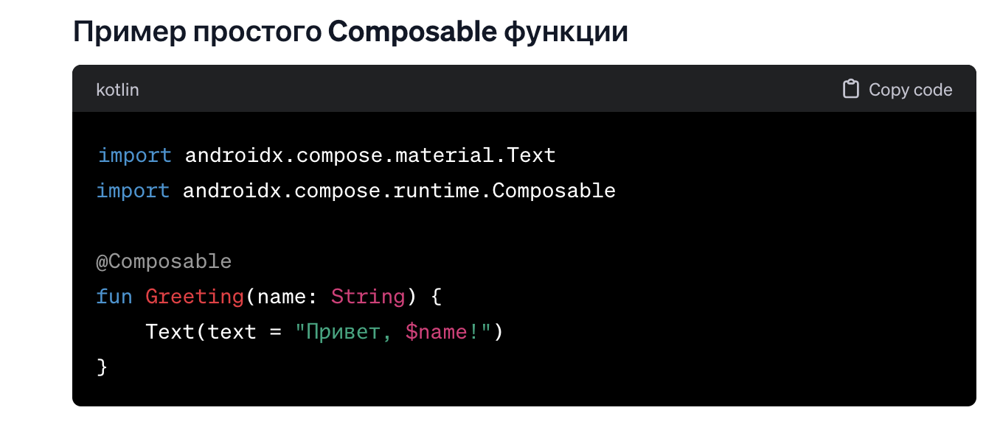 Пример простого Composable функции
kotlin
Copy code
import androidx.compose.material.Text
import androidx.compose.runtime.Composable
@Composable
fun Greeting(name: String) {
    Text(text = "Привет, $name!")
}